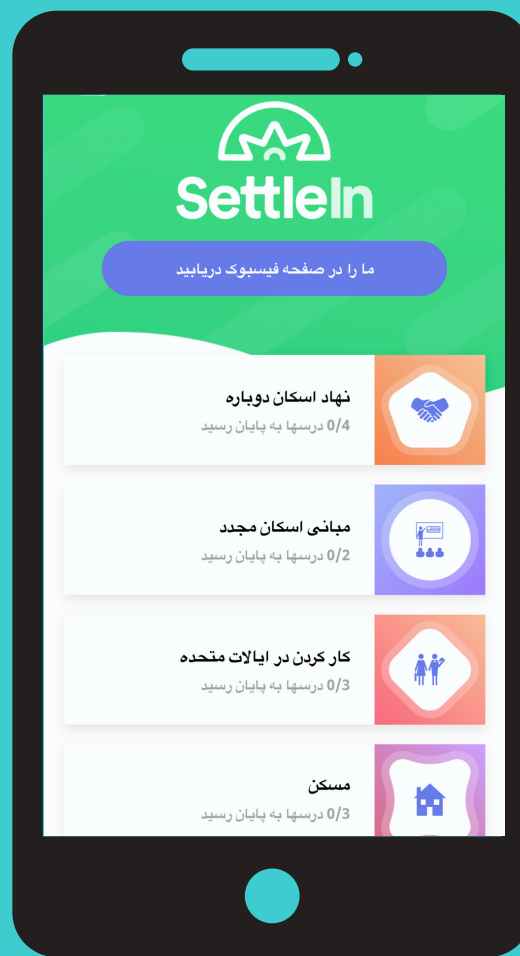 SettleIn
ما را در صفحه فیسبوک دریابید
نهاد اسکان دوباره
0/4 درسها به پایان رسید
مبانی اسکان مجدد
0/2 درسها به پایان رسید
کار کردن در ایالات متحده
0/3 درسها به پایان رسید
مسکن
0/3 درسها به پایان رسید